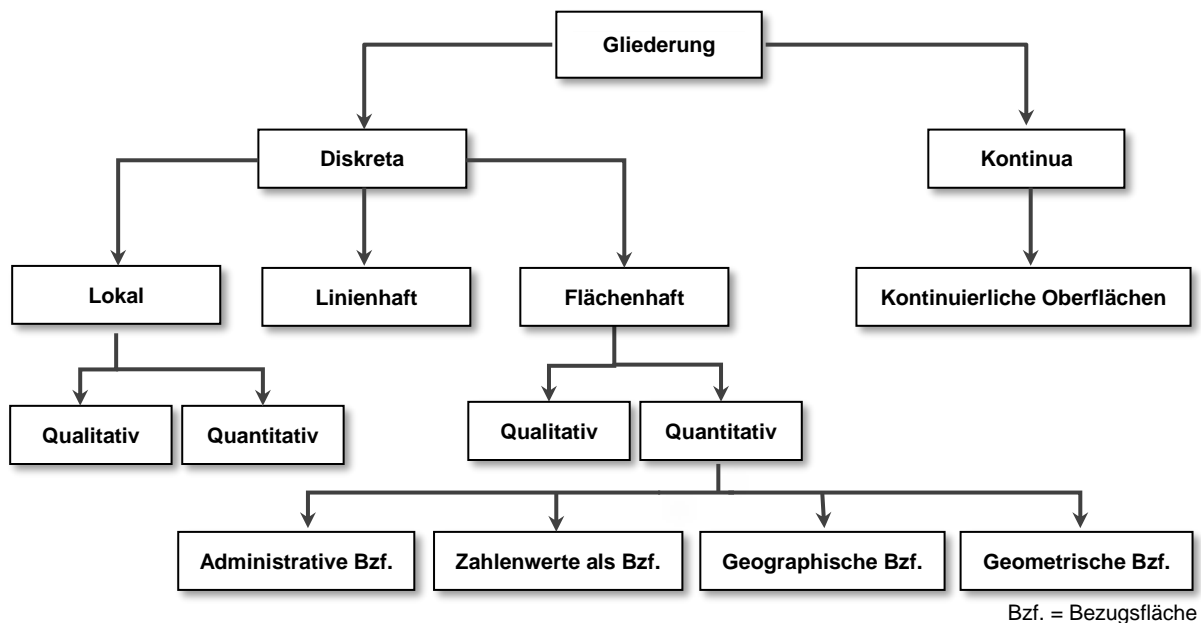 Gliederung
Diskreta
Kontinua
Lokal
Linienhaft
Flächenhaft
Kontinuierliche Oberflächen
Qualitativ
Quantitativ
Qualitativ
Quantitativ
Administrative Bzf.
Zahlenwerte als Bzf.
Geographische Bzf.
Geometrische Bzf.
Bzf. = Bezugsfläche